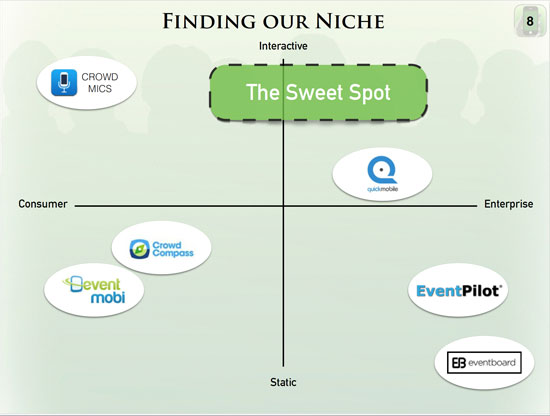 FINDING OUR NICHE
8
Interactive
CROWD
MICS
The Sweet Spot
quickmobile
Consumer
Enterprise
Crowd
Compass
event
mobi
EventPilot®
EB eventboard
Static